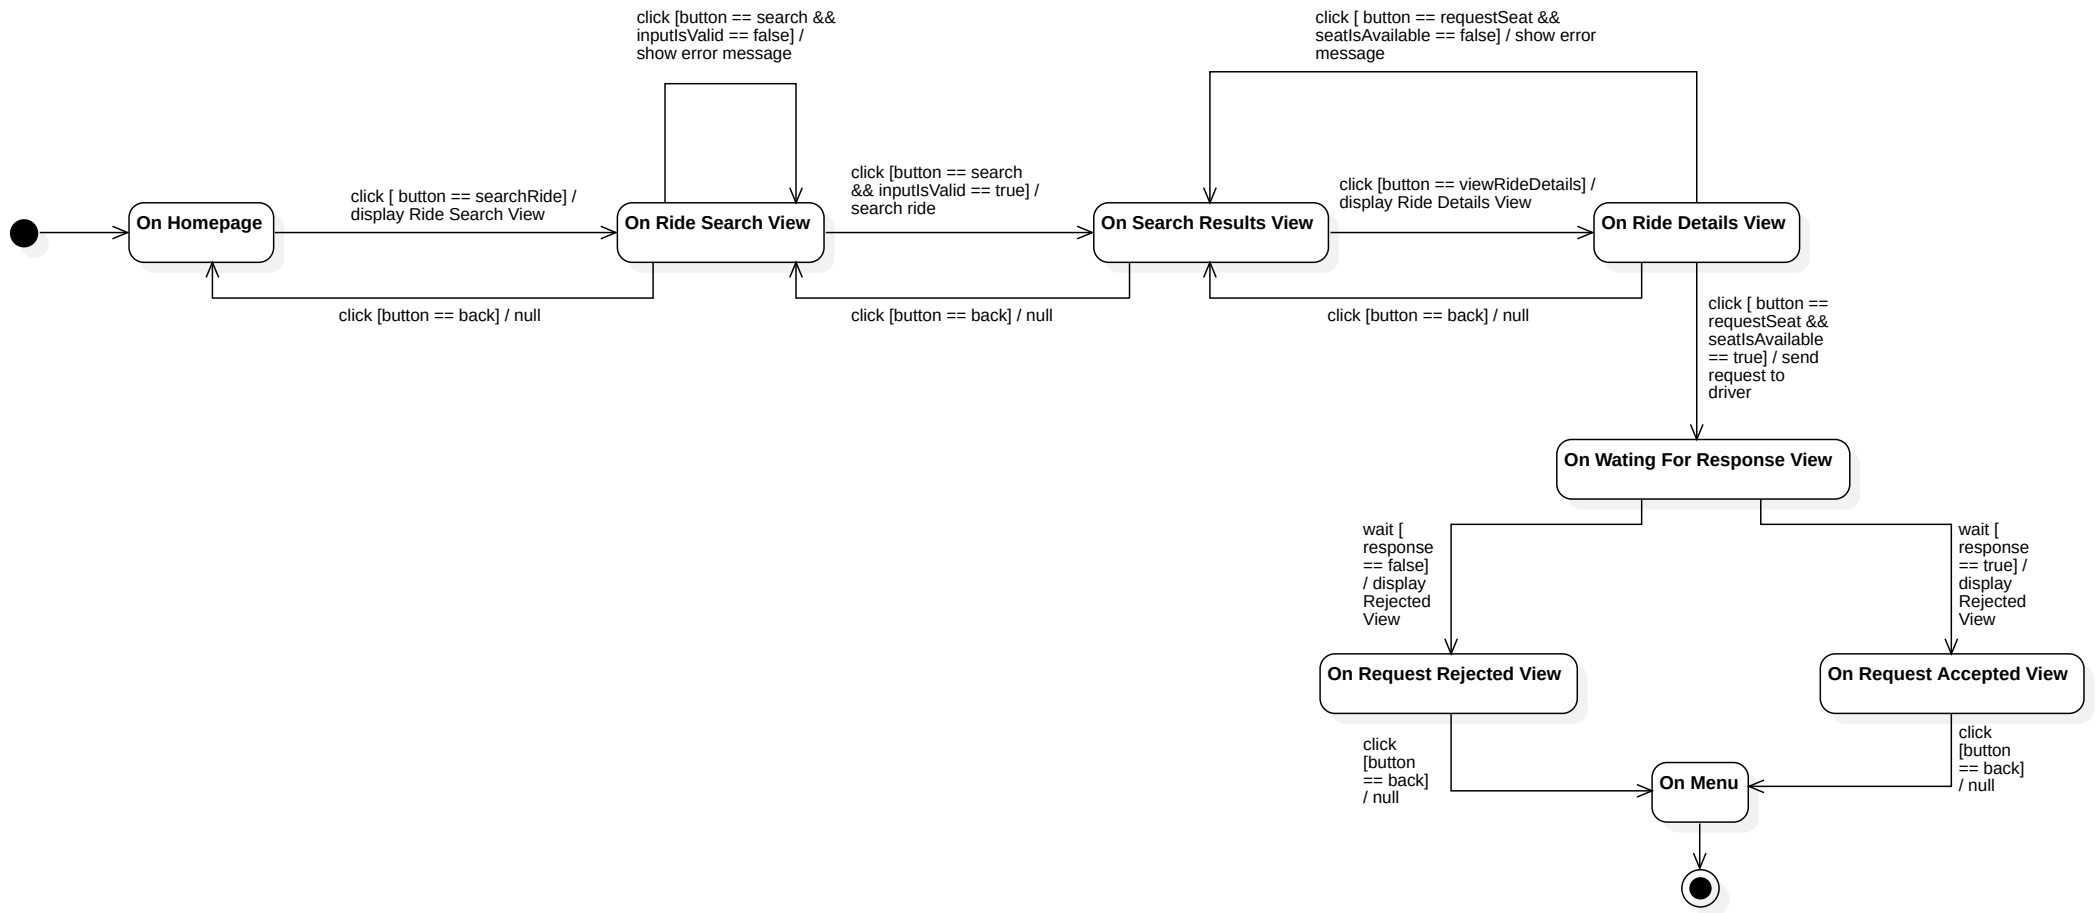 click [button == search &&
inputIsValid == false] /
show error message
click [ button == requestSeat &&
seatIsAvailable == false] / show error
message
click [ button == searchRide] /
display Ride Search View
click [button == search
&& inputIsValid == true] /
search ride
click [button == viewRideDetails] /
display Ride Details View
On Homepage
On Ride Search View
On Search Results View
On Ride Details View
click [button == back] / null
click [button == back] / null
click [button == back] / null
click [ button ==
requestSeat &&
seatIsAvailable
== true] / send
request to
driver
On Wating For Response View
wait [
response
== false]
/ display
Rejected
View
wait [
response
== true] /
display
Rejected
View
On Request Rejected View
On Request Accepted View
click
[button
== back]
/ null
click
[button
== back]
/ null
On Menu